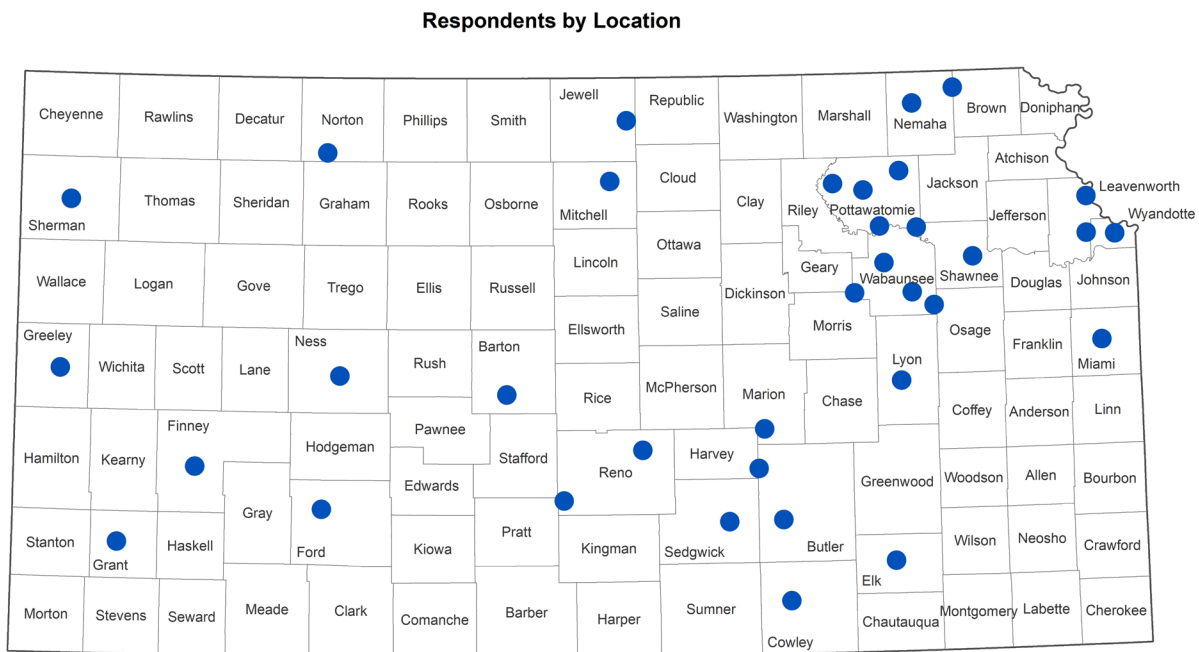 Respondents by Location
Cheyenne
Rawlins
Decatur
Norton
Phillips
Smith
Jewell
Republic
Washington
Marshall
Nemaha
Brown
Doniphan
Sherman
Thomas
Sheridan
Graham
Rooks
Osborne
Mitchell
Cloud
Clay
Riley
Pottawatomie
Jackson
Atchison
Jefferson
Leavenworth
Wyandotte
Wallace
Logan
Gove
Trego
Ellis
Russell
Lincoln
Ottawa
Saline
Dickinson
Geary
Wabaunsee
Shawnee
Douglas
Johnson
Greeley
Wichita
Scott
Lane
Ness
Rush
Barton
Ellsworth
Rice
McPherson
Marion
Morris
Chase
Lyon
Osage
Franklin
Miami
Hamilton
Kearny
Finney
Hodgeman
Pawnee
Edwards
Stafford
Reno
Harvey
Coffey
Anderson
Linn
Stanton
Grant
Haskell
Gray
Ford
Kiowa
Pratt
Kingman
Sedgwick
Butler
Greenwood
Woodson
Allen
Bourbon
Wilson
Neosho
Crawford
Morton
Stevens
Seward
Meade
Clark
Comanche
Barber
Harper
Sumner
Cowley
Elk
Chautauqua
Montgomery
Labette
Cherokee